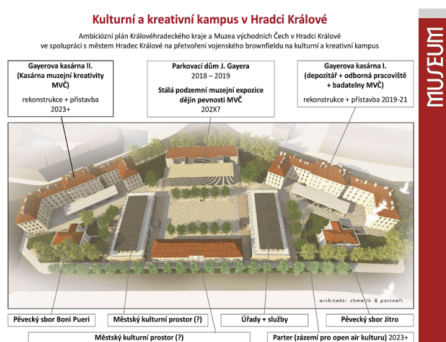 Kulturní a kreativní kampus v Hradci Králové
Ambiciózní plán Královéhradeckého kraje a Muzea východních Čech v Hradci Králové
ve spolupráci s městem Hradec Králové na přetvoření vojenského brownfieldu na kulturní a kreativní kampus
MUSEUM
Gayerova kasárna II.
(Kasárna muzejní kreativity
MVČ)
rekonstrukce + přístavba
2023+
Parkovací dům J. Gayera
2018 – 2019
Stálá podzemní muzejní expozice
dějin pevnosti MVČ
202X?
Gayerova kasárna I.
(depozitář + odborná pracoviště
+ badatelny MVČ)
rekonstrukce + přístavba 2019-21
architekti chmelík & partneři
Pěvecký sbor Boni Pueri
Městský kulturní prostor (?)
Úřady + služby
Pěvecký sbor Jitro
Městský kulturní prostor (?)
Parter (zázemí pro open air kulturu) 2023+